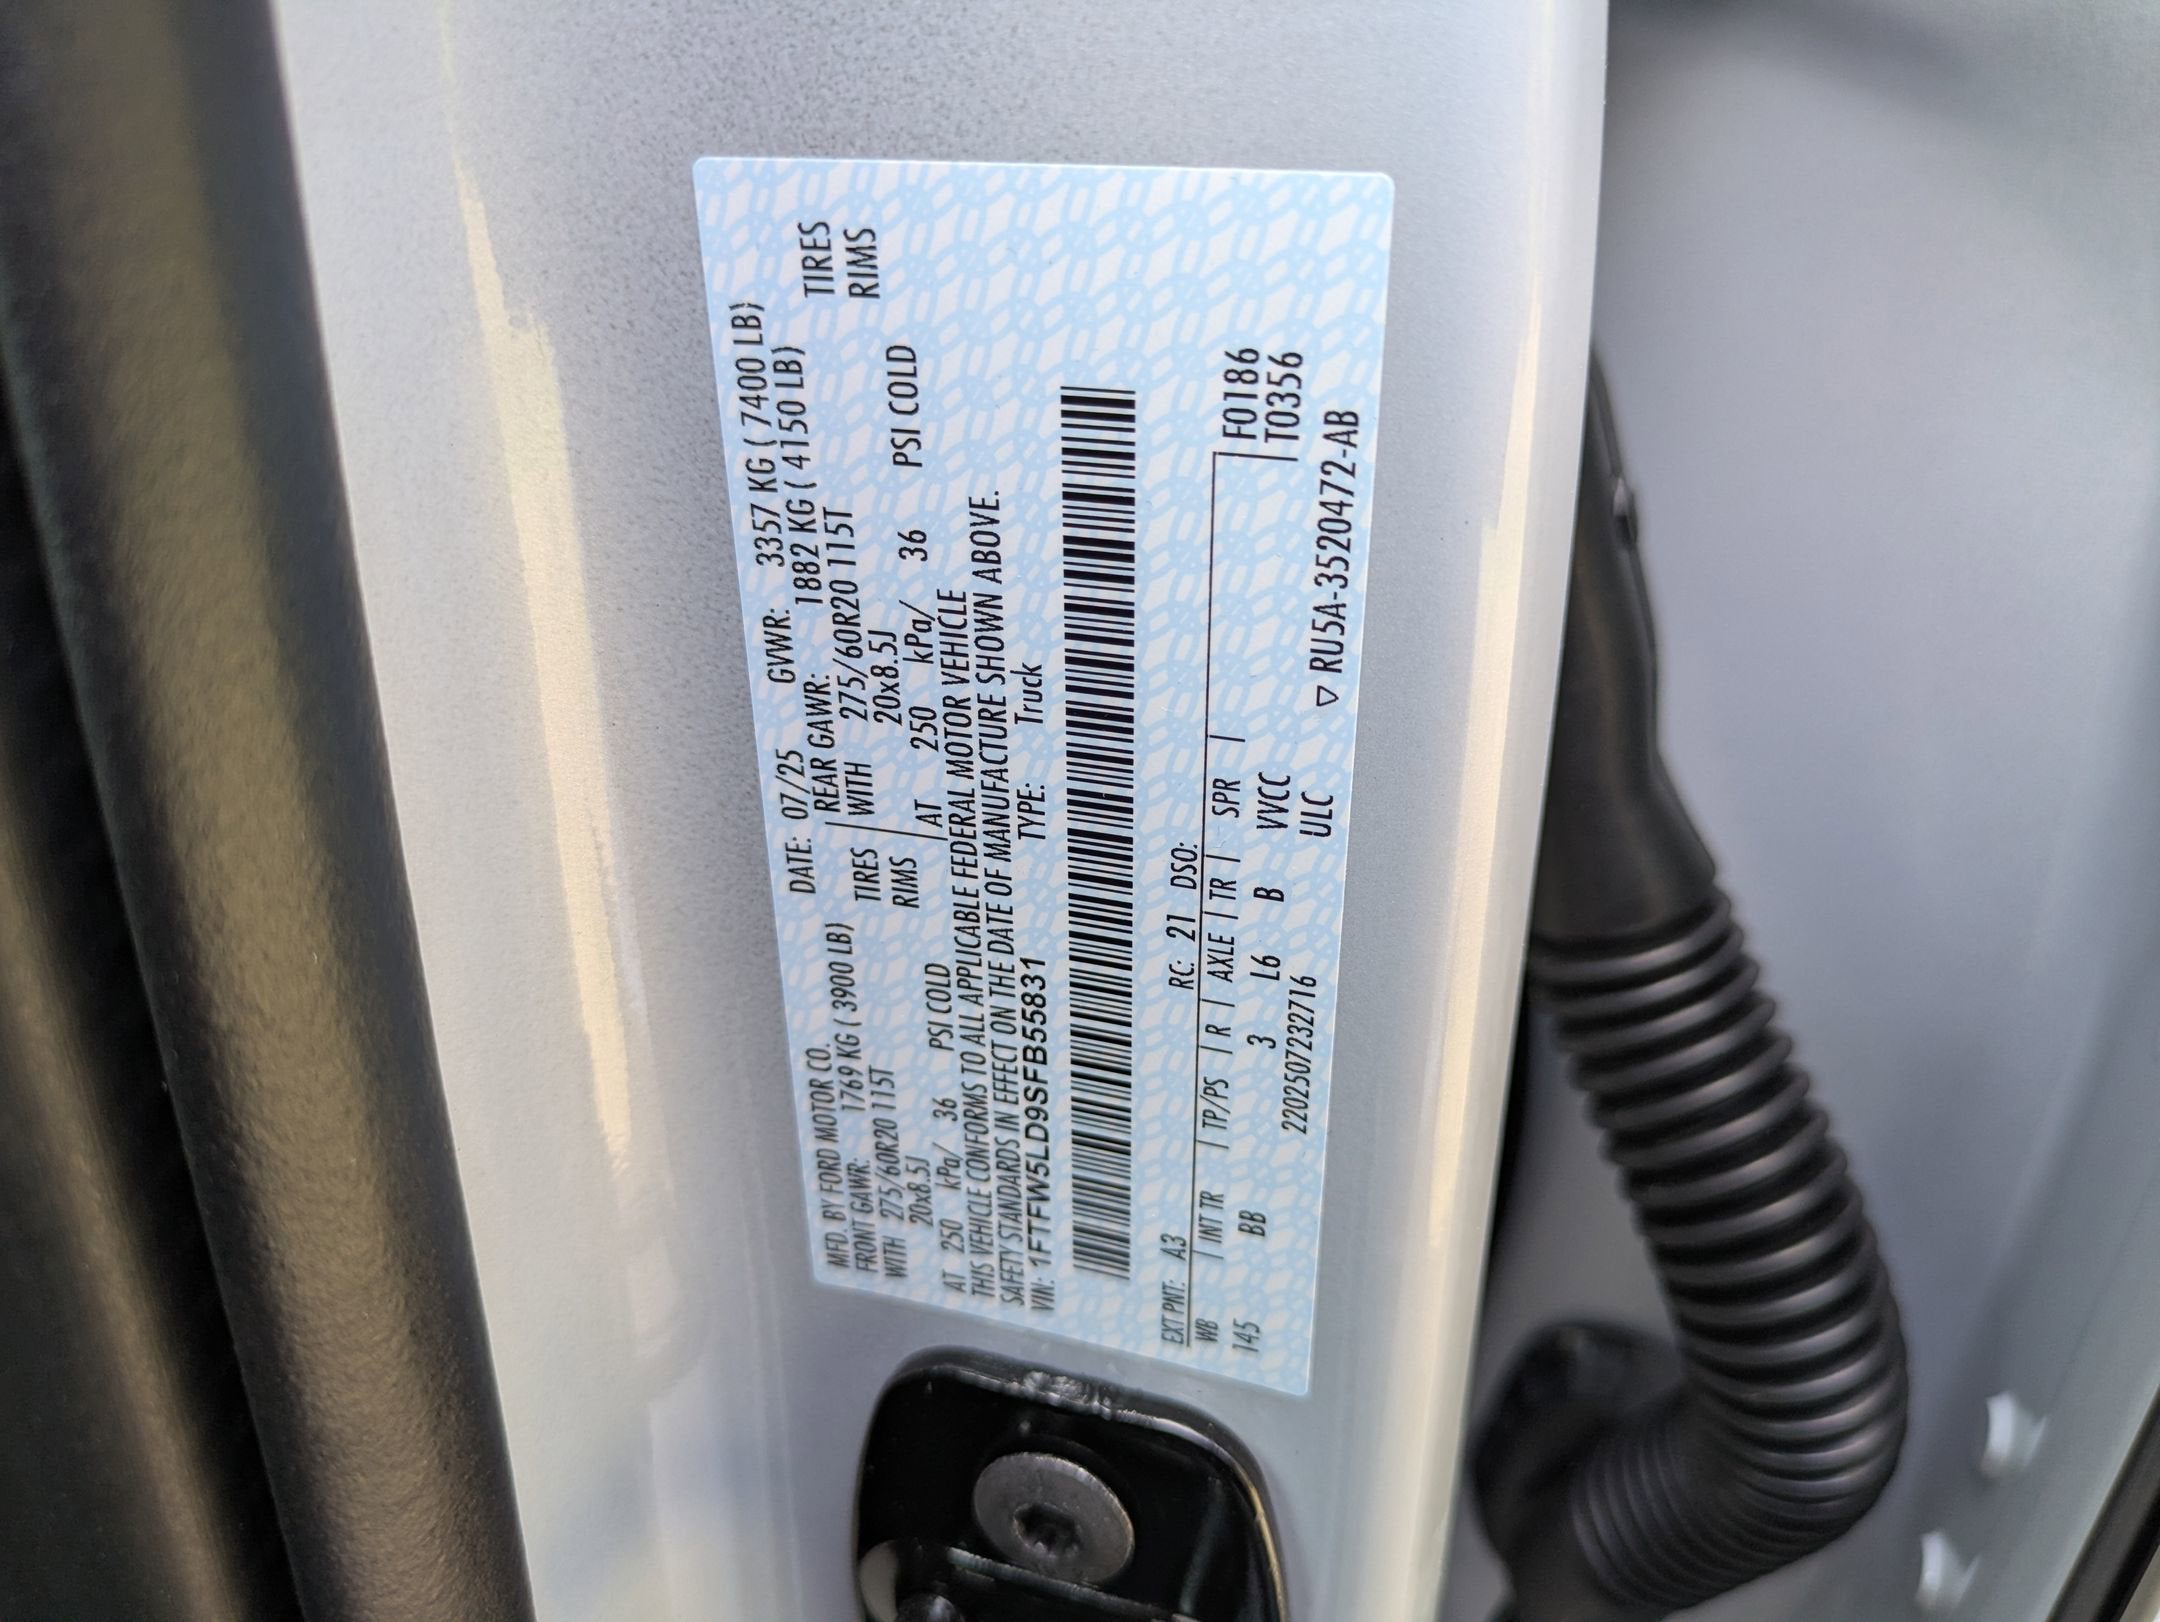 MFD. BY FORD MOTOR CO. DATE: 07/25 GVWR: 3357 KG ( 7400 LB)
FRONT GAWR: 1769 KG ( 3900 LB) REAR GAWR: 1882 KG ( 4150 LB)
WITH 275/60R20 115T TIRES WITH 275/60R20 115T TIRES
20x8.5J RIMS 20x8.5J RIMS
AT 250 kPa/ 36 PSI COLD AT 250 kPa/ 36 PSI COLD
THIS VEHICLE CONFORMS TO ALL APPLICABLE FEDERAL MOTOR VEHICLE
SAFETY STANDARDS IN EFFECT ON THE DATE OF MANUFACTURE SHOWN ABOVE.
VIN: 1FTFW5LD9SFB55831 TYPE: Truck
EXT PNT: A3 RC: 21 DSO:
WB | INT TR | TP/PS | R | AXLE | TR | SPR | F0186
145 BB 3 L6 B VVCC T0356
2202507232716 ULC
▽ RU5A-3520472-AB